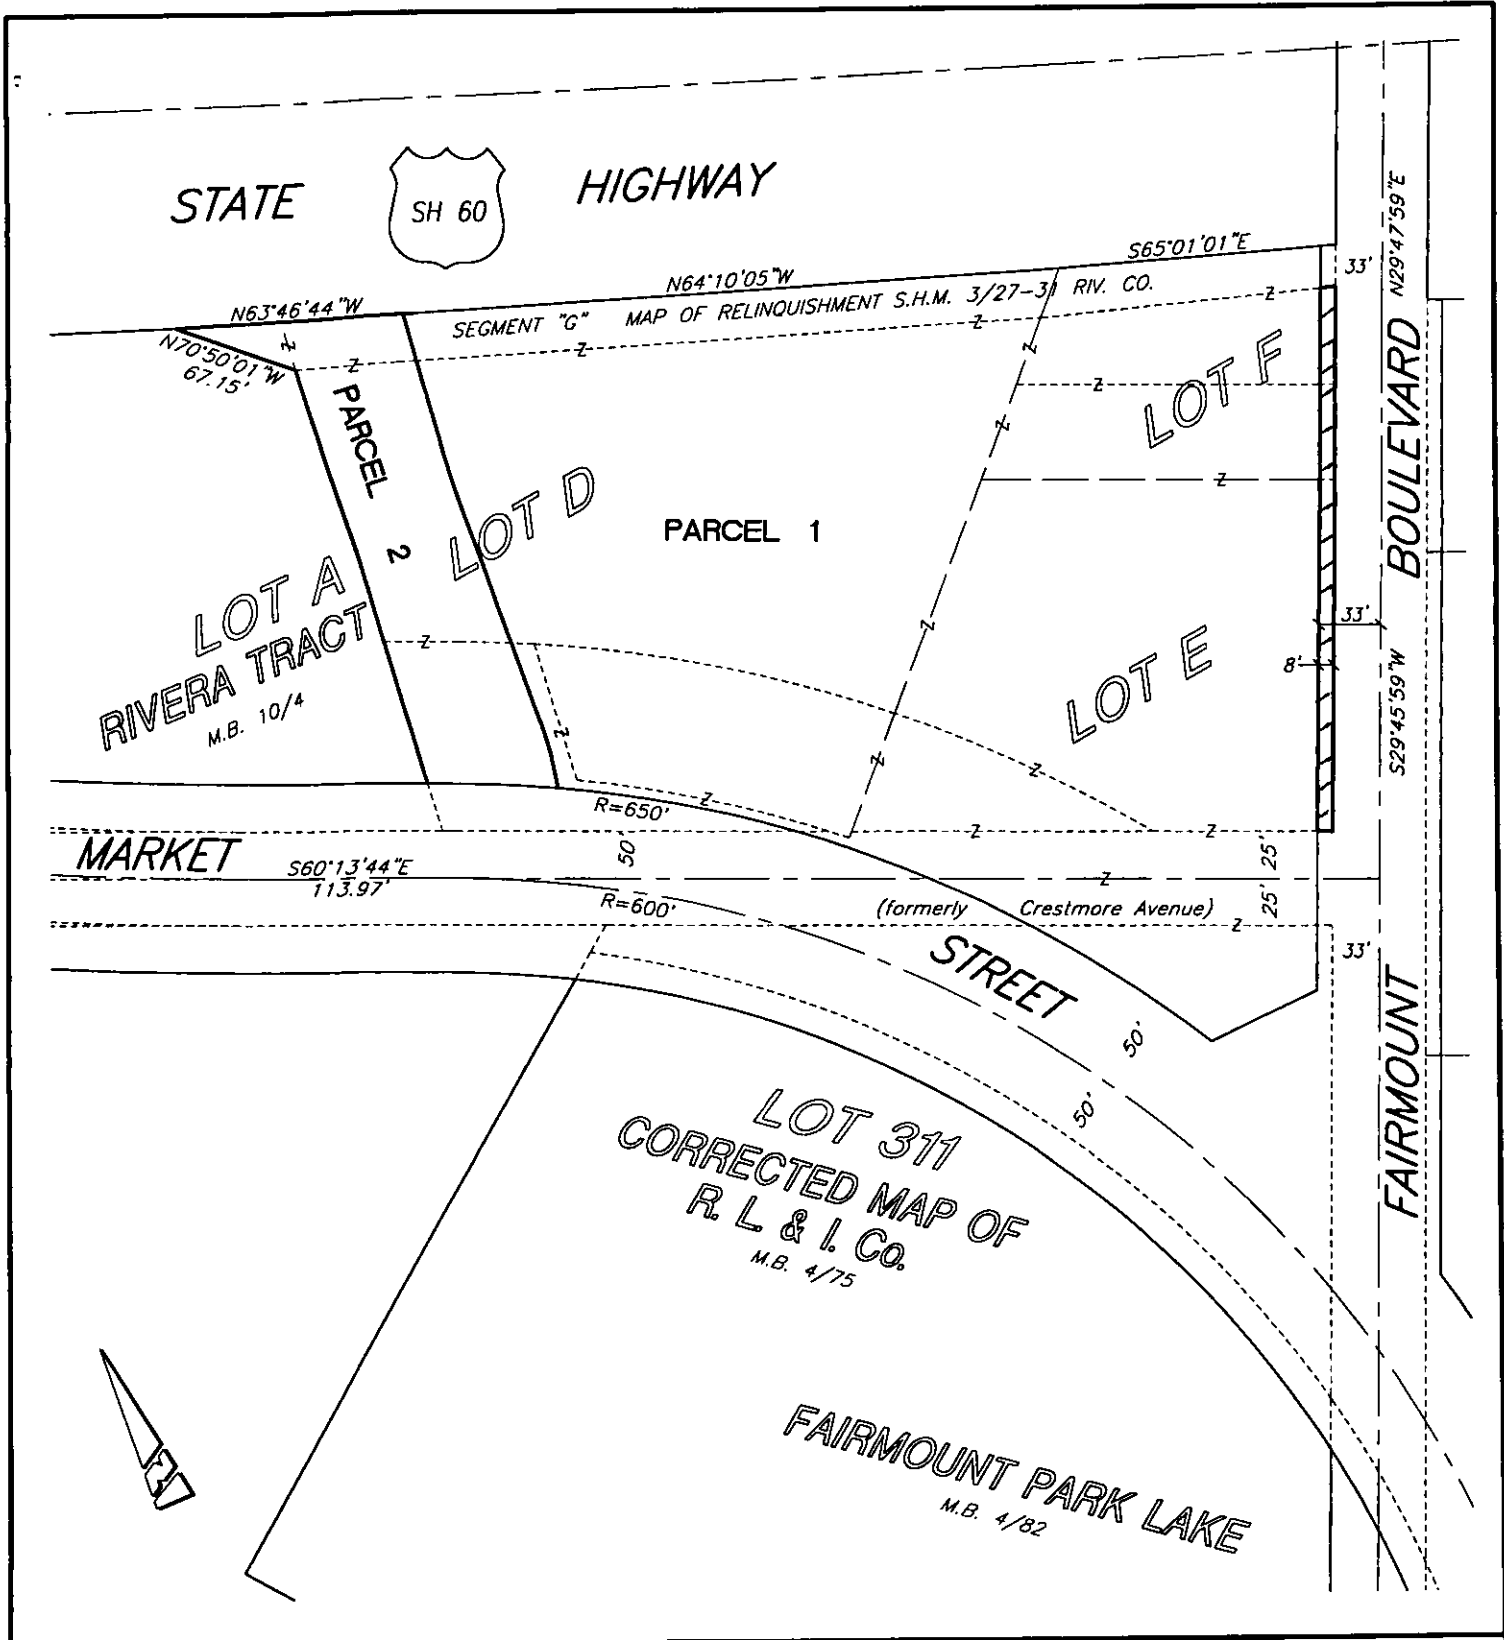 STATE
SH 60
HIGHWAY
N63°46'44"W
N64°10'05"W
S65°01'01"E
33'
N29°47'59"E
SEGMENT "G" MAP OF RELINQUISHMENT S.H.M. 3/27-31 RIV. CO.
N70°50'01"W
67.15'
PARCEL 2
LOT D
PARCEL 1
LOT F
BOULEVARD
LOT A
RIVERA TRACT
M.B. 10/4
LOT E
33'
8'
S29°45'59"W
R=650'
MARKET
S60°13'44"E
113.97'
50'
25'
25'
R=600'
(formerly Crestmore Avenue)
33'
STREET
50'
50'
FAIRMOUNT
LOT 311
CORRECTED MAP OF
R. L. & I. Co.
M.B. 4/75
N
FAIRMOUNT PARK LAKE
M.B. 4/82